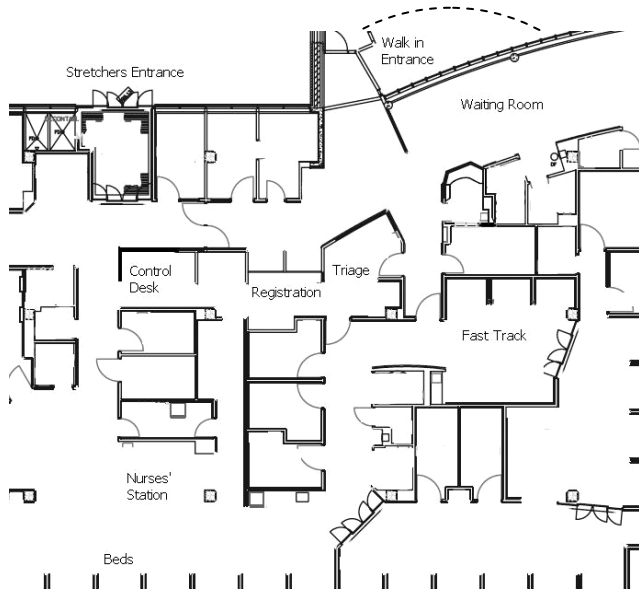 Walk in
Entrance
Stretchers Entrance
Waiting Room
Control
Desk
Triage
Registration
Fast Track
Nurses'
Station
Beds